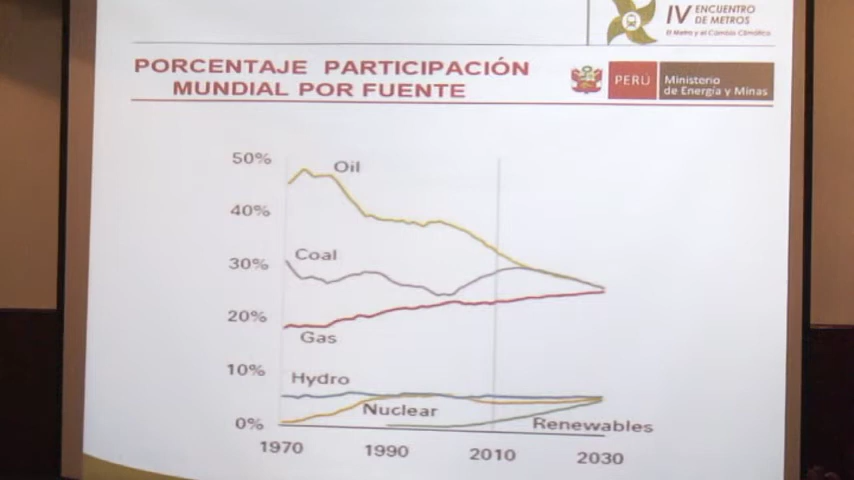 IV ENCUENTRO
DE METROS
El Metro y el Cambio Climático
PORCENTAJE PARTICIPACIÓN
MUNDIAL POR FUENTE
PERÚ
Ministerio
de Energía y Minas
50%
Oil
40%
Coal
30%
20%
Gas
10%
Hydro
Nuclear
0%
Renewables
1970
1990
2010
2030